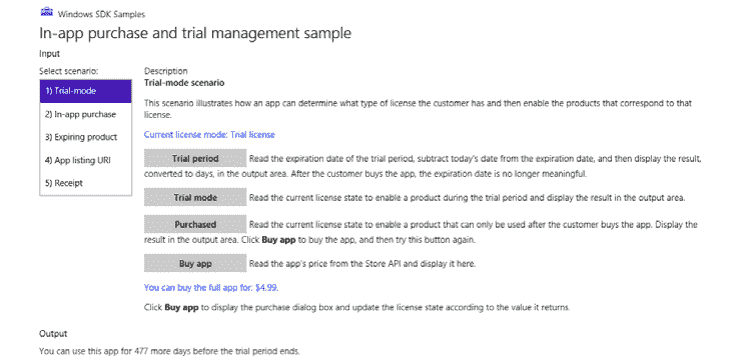 Windows SDK Samples
In-app purchase and trial management sample
Input
Select scenario:
1) Trial-mode
2) In-app purchase
3) Expiring product
4) App listing URI
5) Receipt
Description
Trial-mode scenario
This scenario illustrates how an app can determine what type of license the customer has and then enable the products that correspond to that
license.
Current license mode: Trial license
Trial period Read the expiration date of the trial period, subtract today's date from the expiration date, and then display the result,
converted to days, in the output area. After the customer buys the app, the expiration date is no longer meaningful.
Trial mode Read the current license state to enable a product during the trial period and display the result in the output area.
Purchased Read the current license state to enable a product that can only be used after the customer buys the app. Display the
result in the output area. Click Buy app to buy the app, and then try this button again.
Buy app Read the app's price from the Store API and display it here.
You can buy the full app for: $4.99.
Click Buy app to display the purchase dialog box and update the license state according to the value it returns.
Output
You can use this app for 477 more days before the trial period ends.